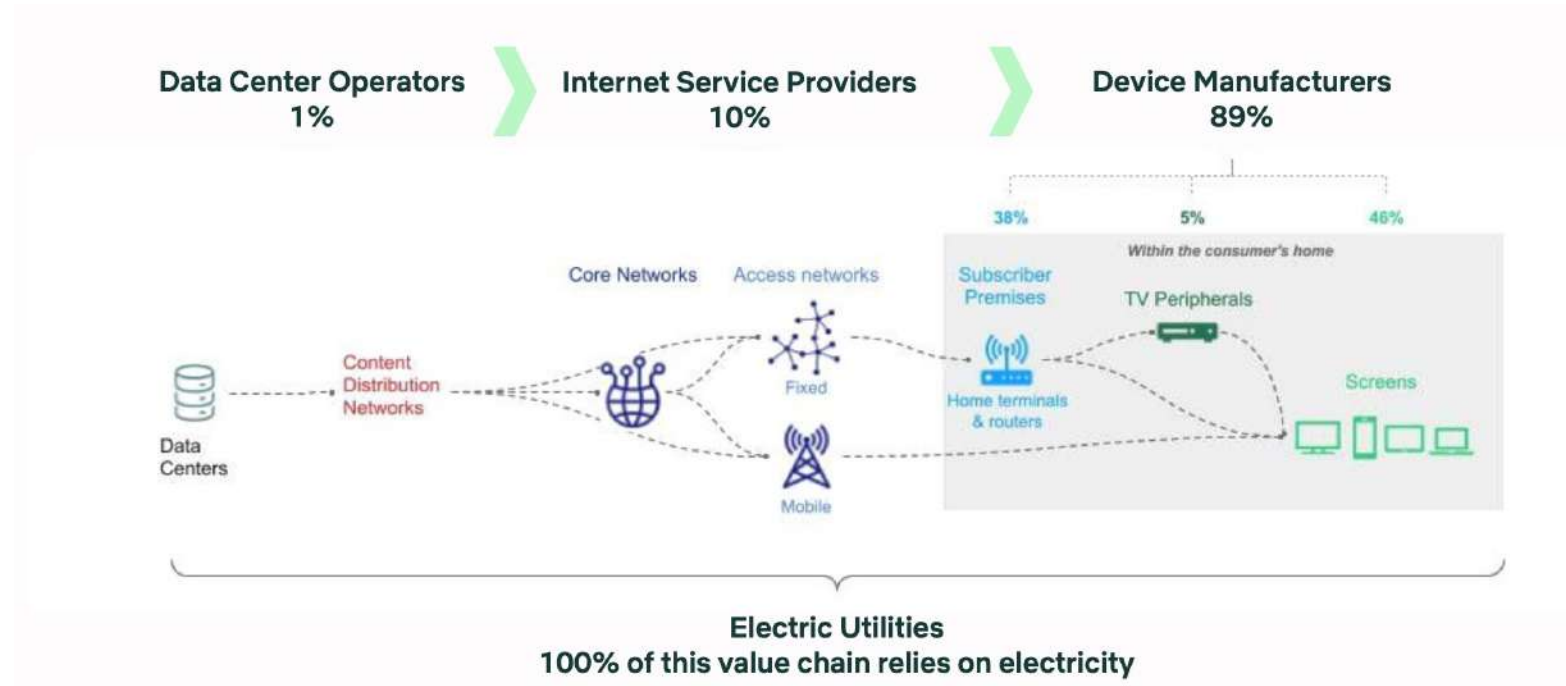 Data Center Operators
1%
Internet Service Providers
10%
Device Manufacturers
89%
38%
5%
46%
Within the consumer's home
Core Networks
Access networks
Subscriber
Premises
TV Peripherals
Content
Distribution
Networks
Fixed
Screens
Home terminals
& routers
Data
Centers
Mobile
Electric Utilities
100% of this value chain relies on electricity